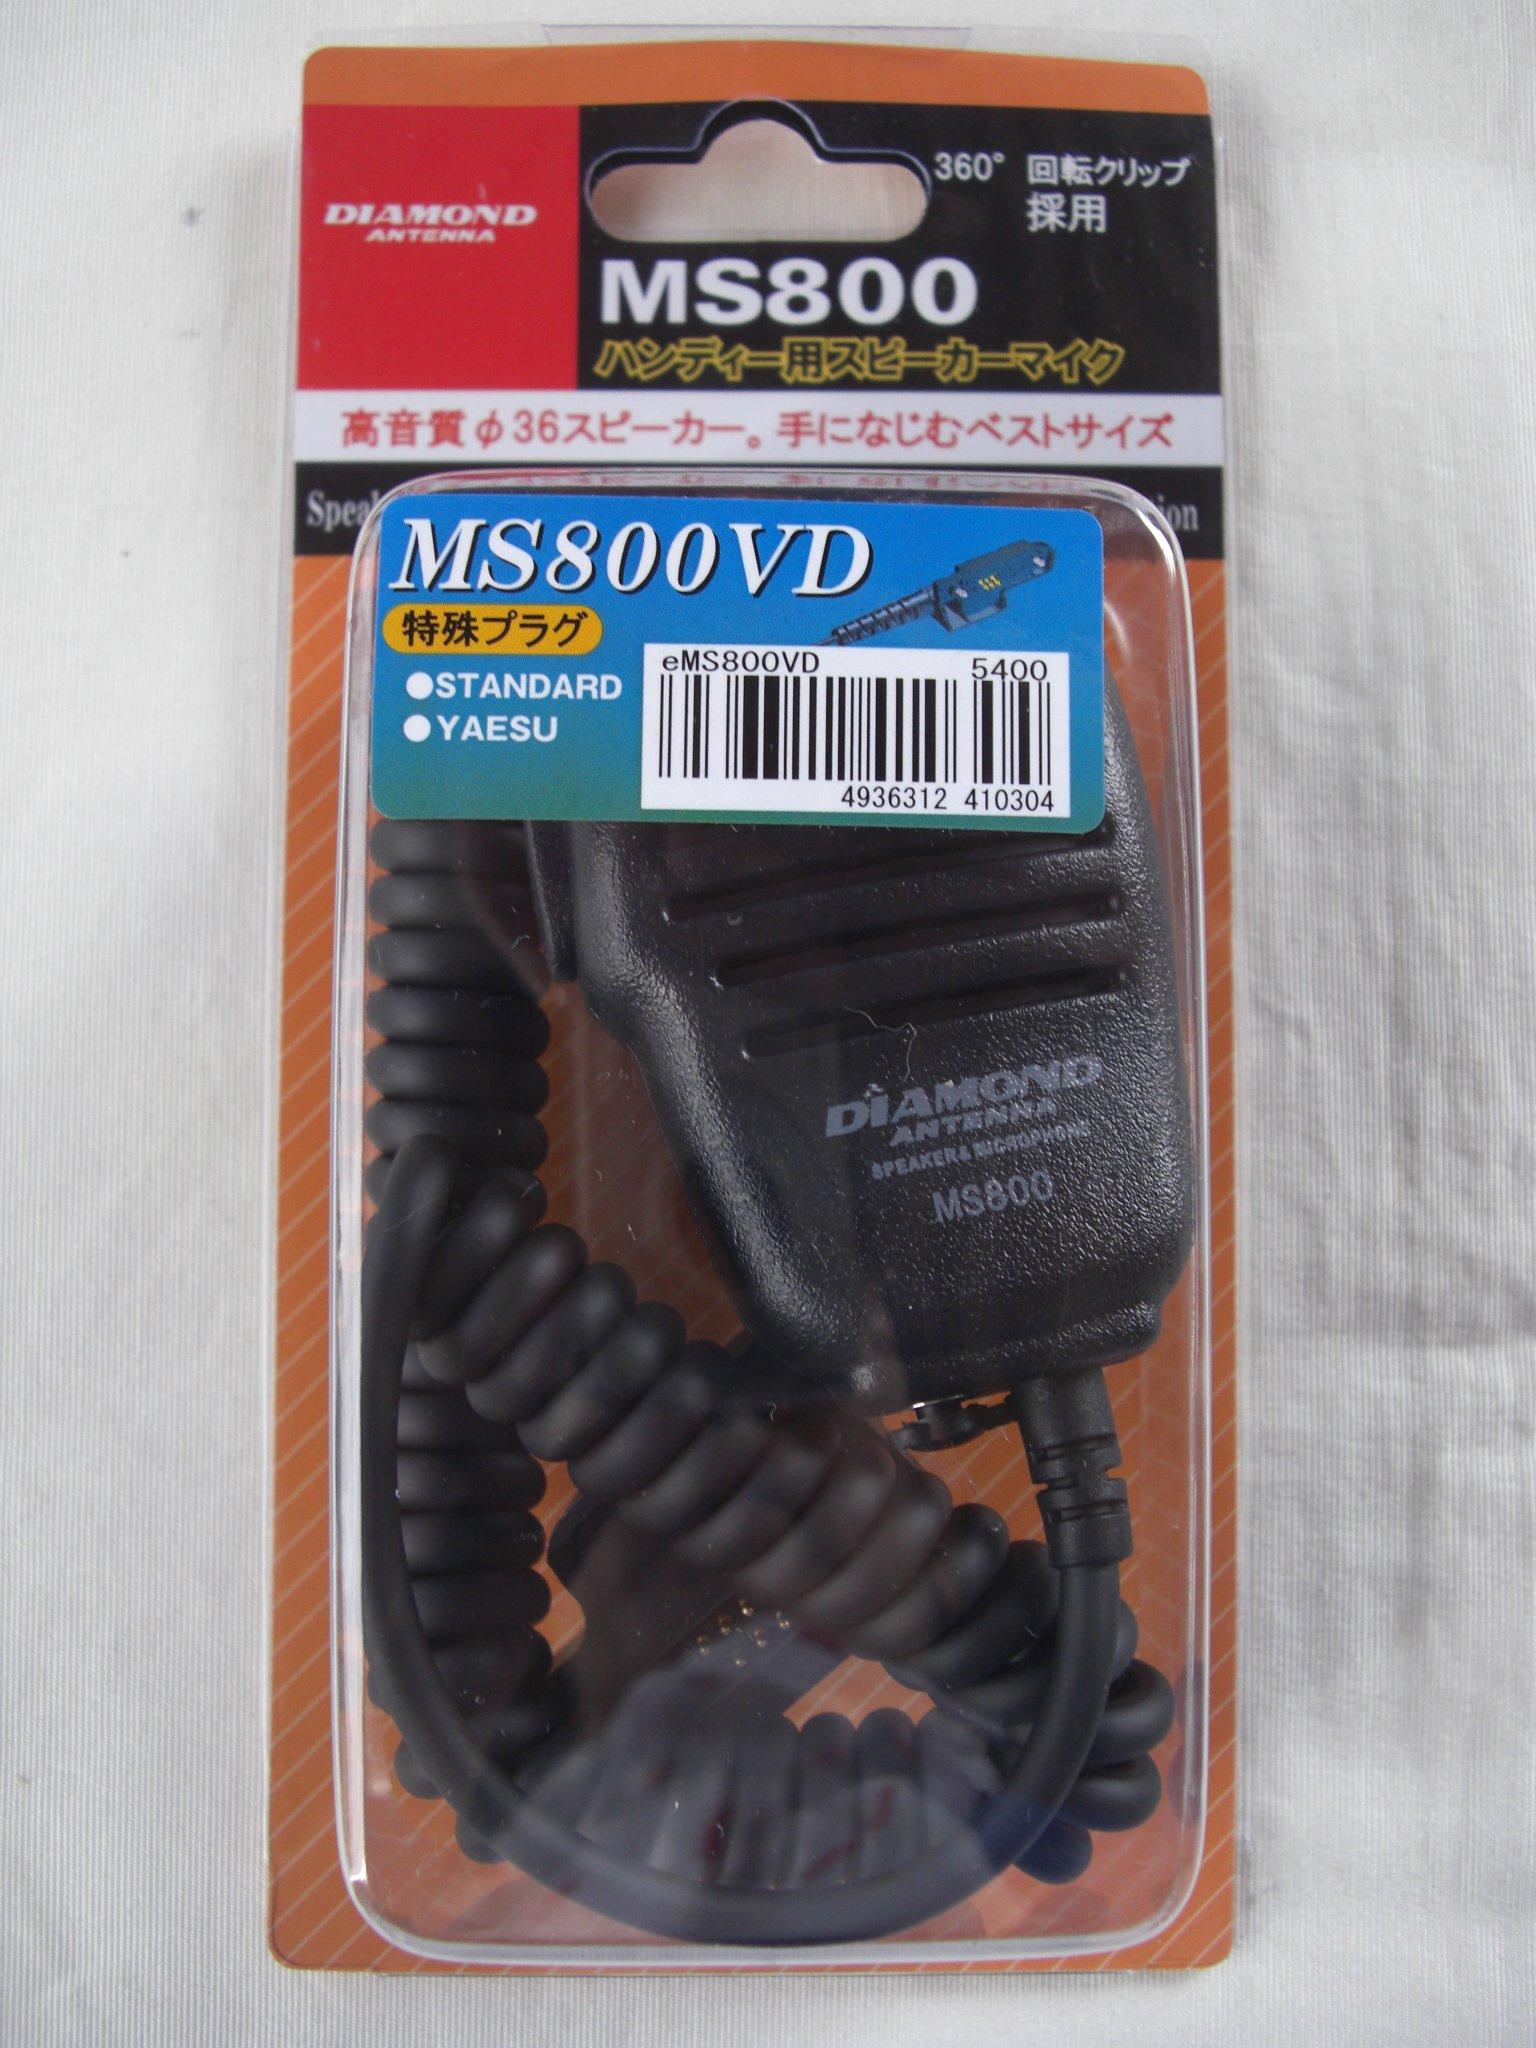 DIAMOND
ANTENNA
360° 回転クリップ
採用
MS800
ハンディー用スピーカーマイク
高音質φ36スピーカー。手になじむベストサイズ
MS800VD
特殊プラグ
●STANDARD
●YAESU
eMS800VD 5400
4936312 410304
DIAMOND
ANTENNA
SPEAKER & MICROPHONE
MS800